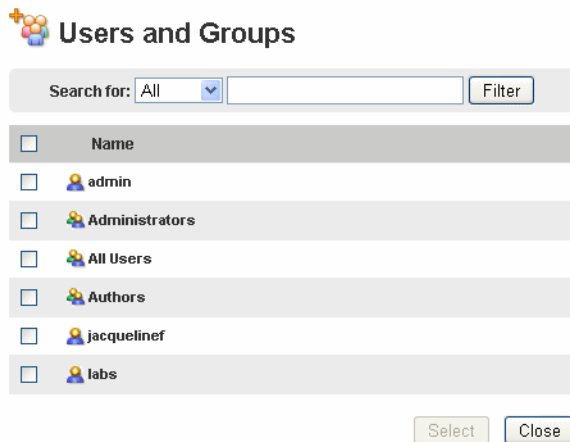 Users and Groups
Search for: All Filter
Name
admin
Administrators
All Users
Authors
jacquelinef
labs
Select Close